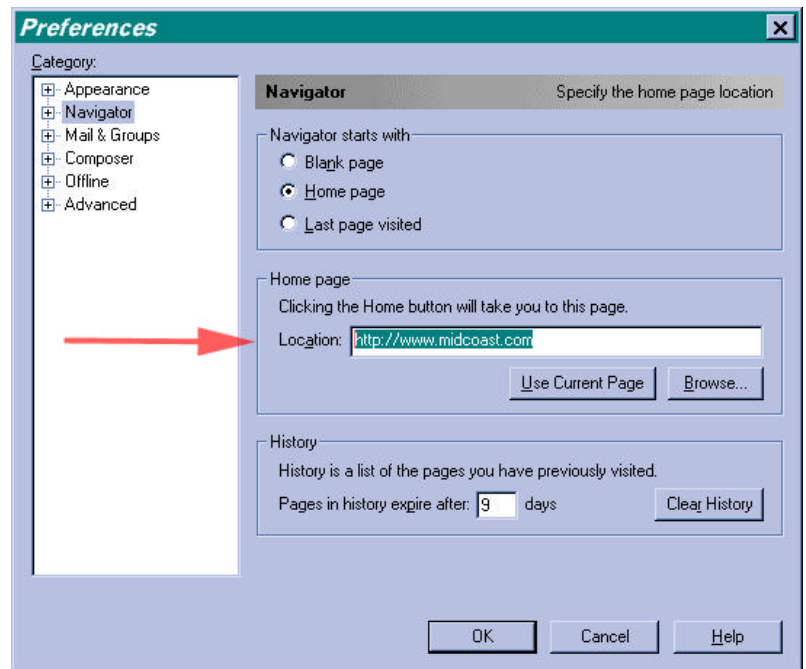 Preferences
Category:
Appearance
Navigator
Mail & Groups
Composer
Offline
Advanced
Navigator Specify the home page location
Navigator starts with
Blank page
Home page
Last page visited
Home page
Clicking the Home button will take you to this page.
Location: http://www.midcoast.com
Use Current Page Browse...
History
History is a list of the pages you have previously visited.
Pages in history expire after: 9 days Clear History
OK Cancel Help